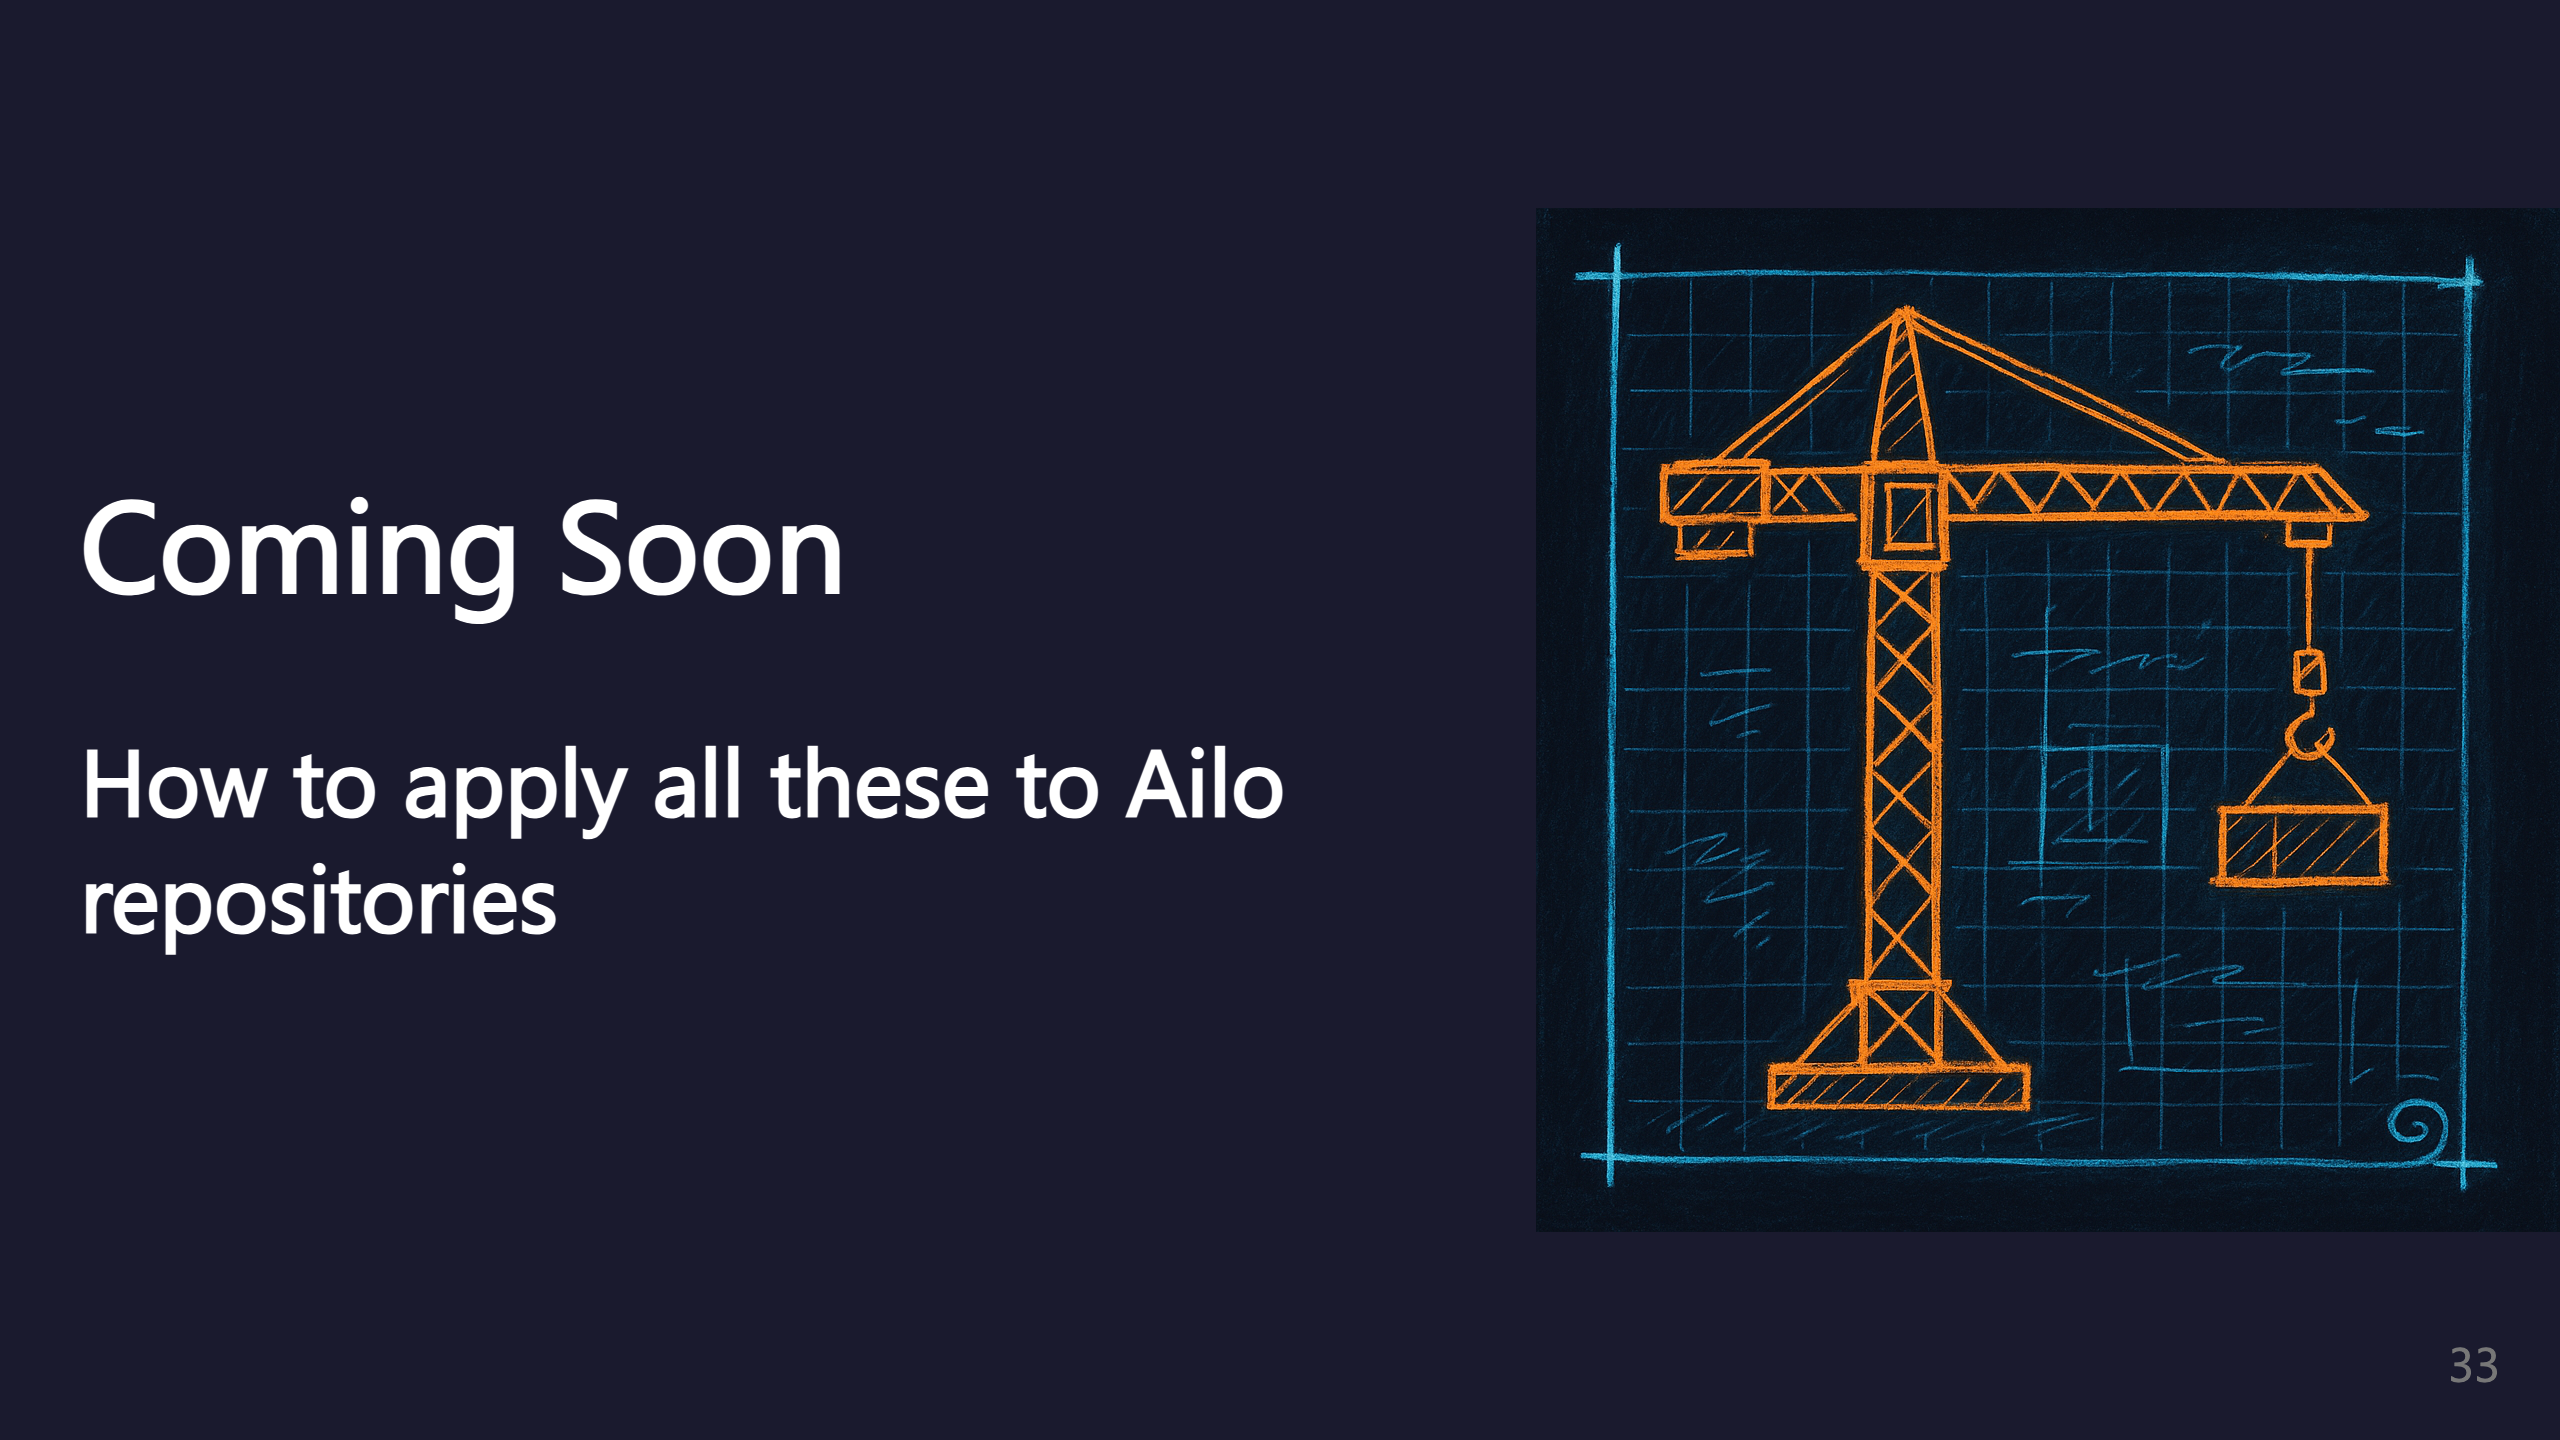 Coming Soon
How to apply all these to Ailo
repositories
33